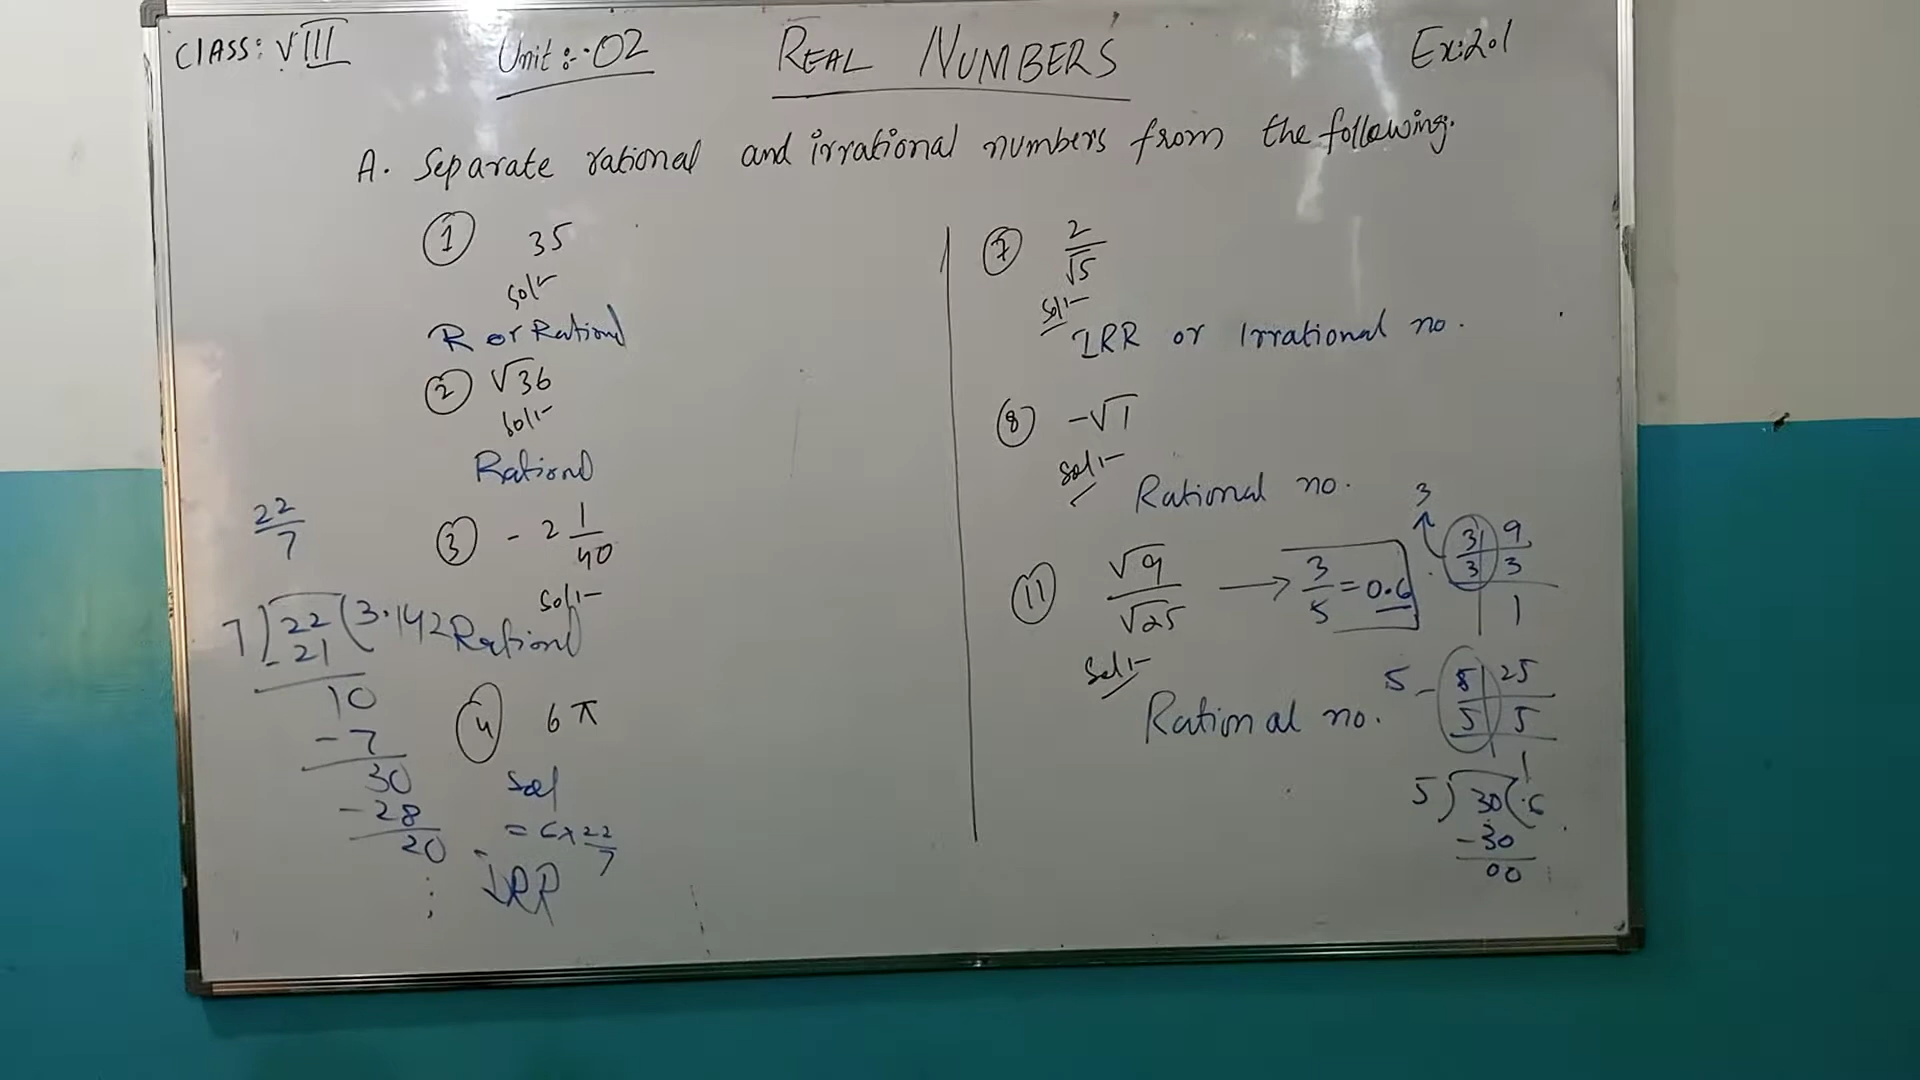 CLASS: VIII Unit:-02 REAL NUMBERS Ex:2.1
A. Separate rational and irrational numbers from the following.
① 35
Sol:-
R or Rational
② √36
Sol:-
Rational
③ - 2 1/40
Sol:-
Rational
④ 6π
Sol
= 6 × 22/7
IRR
22/7
7 ) 22 ( 3.142
- 21
10
- 7
30
- 28
20
⋮
⑦ 2/√5
Sol:-
IRR or Irrational no.
⑧ -√1
Sol:-
Rational no.
⑪ √9/√25 → 3/5 = 0.6
Sol:-
Rational no.
3
3 | 9
3 | 3
| 1
5 - 5 | 25
5 | 5
| 1
5 ) 30 ( .6
- 30
00